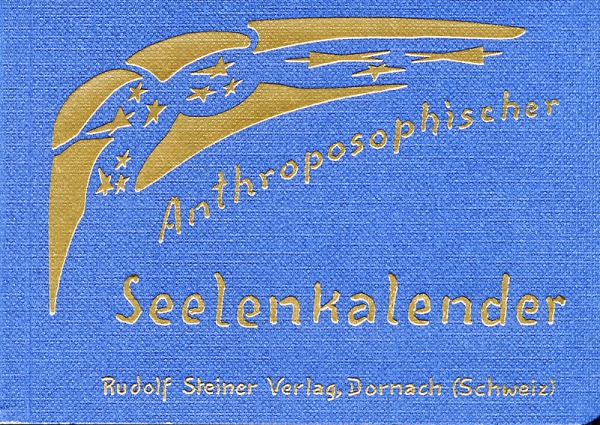 Anthroposophischer
Seelenkalender
Rudolf Steiner Verlag, Dornach (Schweiz)